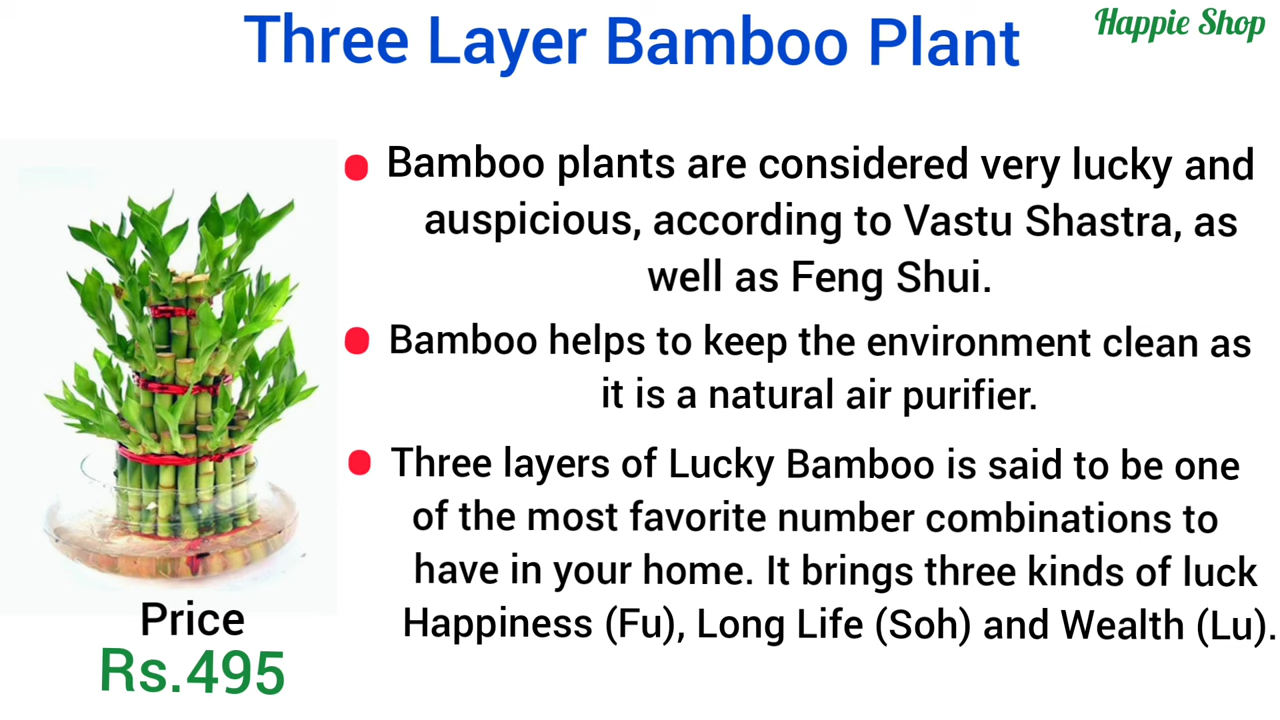 Three Layer Bamboo Plant
Happie Shop
Bamboo plants are considered very lucky and
auspicious, according to Vastu Shastra, as
well as Feng Shui.
Bamboo helps to keep the environment clean as
it is a natural air purifier.
Three layers of Lucky Bamboo is said to be one
of the most favorite number combinations to
have in your home. It brings three kinds of luck
Happiness (Fu), Long Life (Soh) and Wealth (Lu).
Price
Rs.495